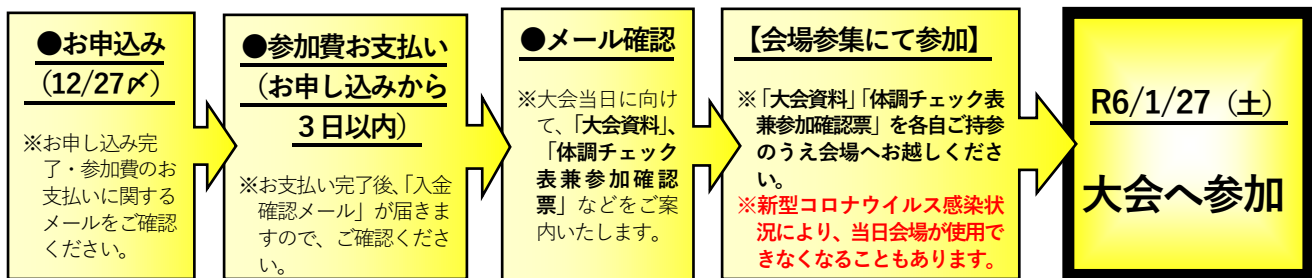 ●お申込み
（12/27〆）
※お申し込み完
了・参加費のお
支払いに関する
メールをご確認
ください。
●参加費お支払い
（お申し込みから
３日以内）
※お支払い完了後、「入金
確認メール」が届きま
すので、ご確認くださ
い。
●メール確認
※大会当日に向け
て、「大会資料」、
「体調チェック
表兼参加確認
票」などをご案
内いたします。
【会場参集にて参加】
※「大会資料」「体調チェック表
兼参加確認票」を各自ご持参
のうえ会場へお越しくださ
い。
※新型コロナウイルス感染状
況により、当日会場が使用で
きなくなることもあります。
R6/1/27（土）
大会へ参加